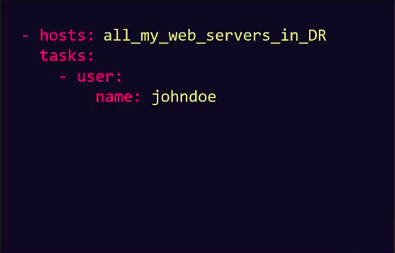 - hosts: all_my_web_servers_in_DR
  tasks:
    - user:
        name: johndoe